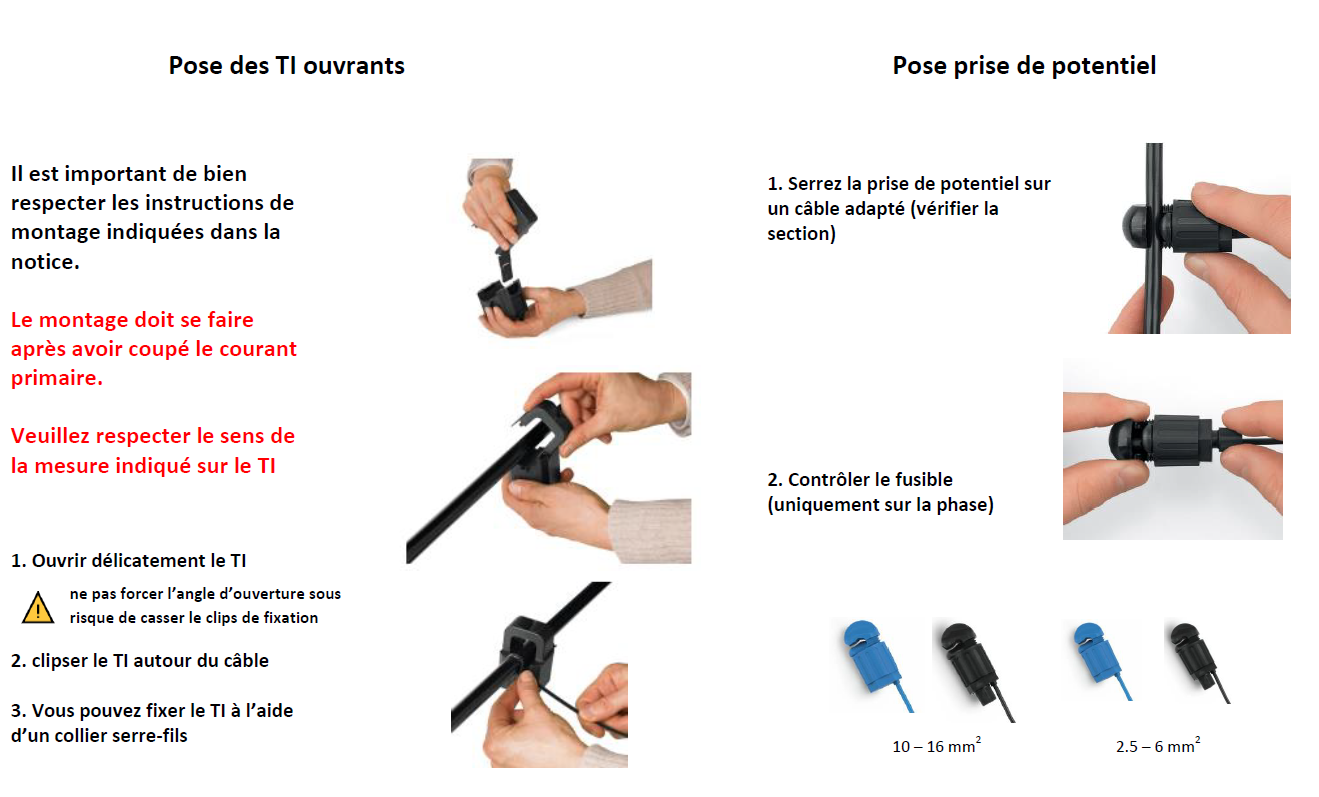 Pose des TI ouvrants
Il est important de bien
respecter les instructions de
montage indiquées dans la
notice.
Le montage doit se faire
après avoir coupé le courant
primaire.
Veuillez respecter le sens de
la mesure indiqué sur le TI
1. Ouvrir délicatement le TI
ne pas forcer l’angle d’ouverture sous
risque de casser le clips de fixation
2. clipser le TI autour du câble
3. Vous pouvez fixer le TI à l’aide
d’un collier serre-fils
Pose prise de potentiel
1. Serrez la prise de potentiel sur
un câble adapté (vérifier la
section)
2. Contrôler le fusible
(uniquement sur la phase)
10 – 16 mm²
2.5 – 6 mm²